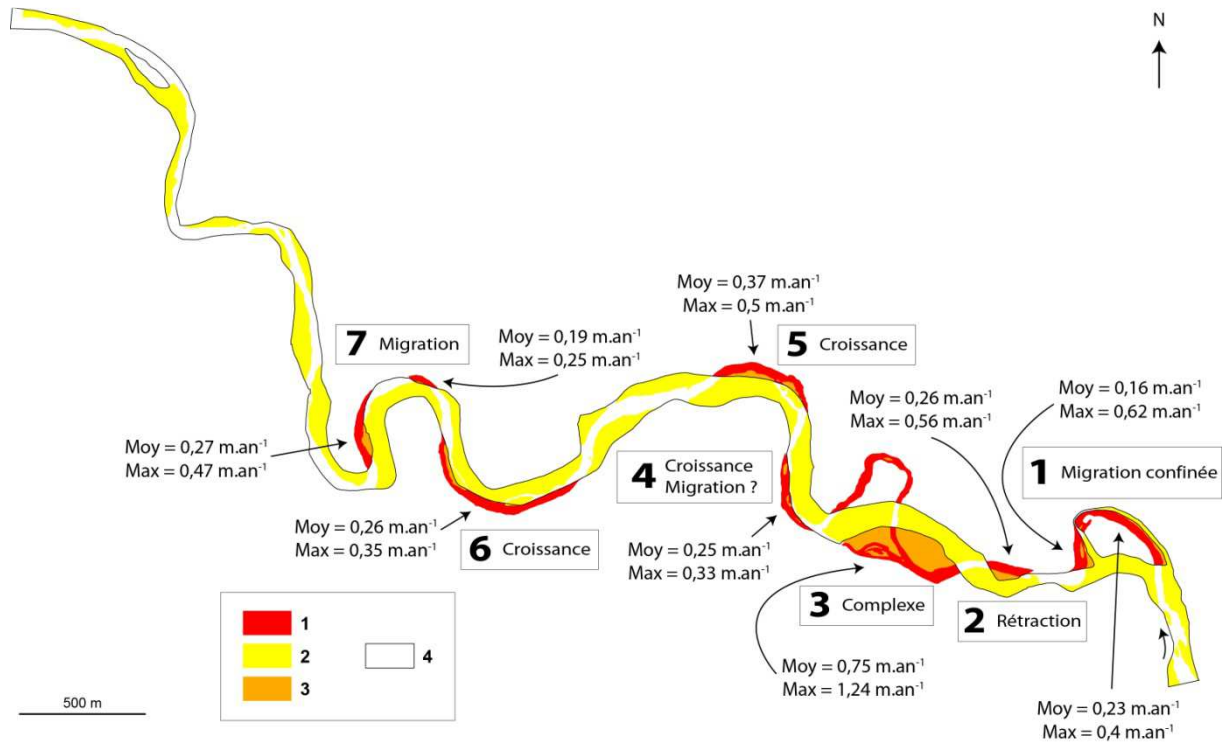 N
Moy = 0,37 m.an⁻¹
Max = 0,5 m.an⁻¹
5 Croissance
7 Migration
Moy = 0,19 m.an⁻¹
Max = 0,25 m.an⁻¹
Moy = 0,26 m.an⁻¹
Max = 0,56 m.an⁻¹
Moy = 0,16 m.an⁻¹
Max = 0,62 m.an⁻¹
Moy = 0,27 m.an⁻¹
Max = 0,47 m.an⁻¹
4 Croissance
Migration ?
1 Migration confinée
Moy = 0,26 m.an⁻¹
Max = 0,35 m.an⁻¹
6 Croissance
Moy = 0,25 m.an⁻¹
Max = 0,33 m.an⁻¹
3 Complexe
2 Rétraction
Moy = 0,75 m.an⁻¹
Max = 1,24 m.an⁻¹
Moy = 0,23 m.an⁻¹
Max = 0,4 m.an⁻¹
1
2
3
4
500 m